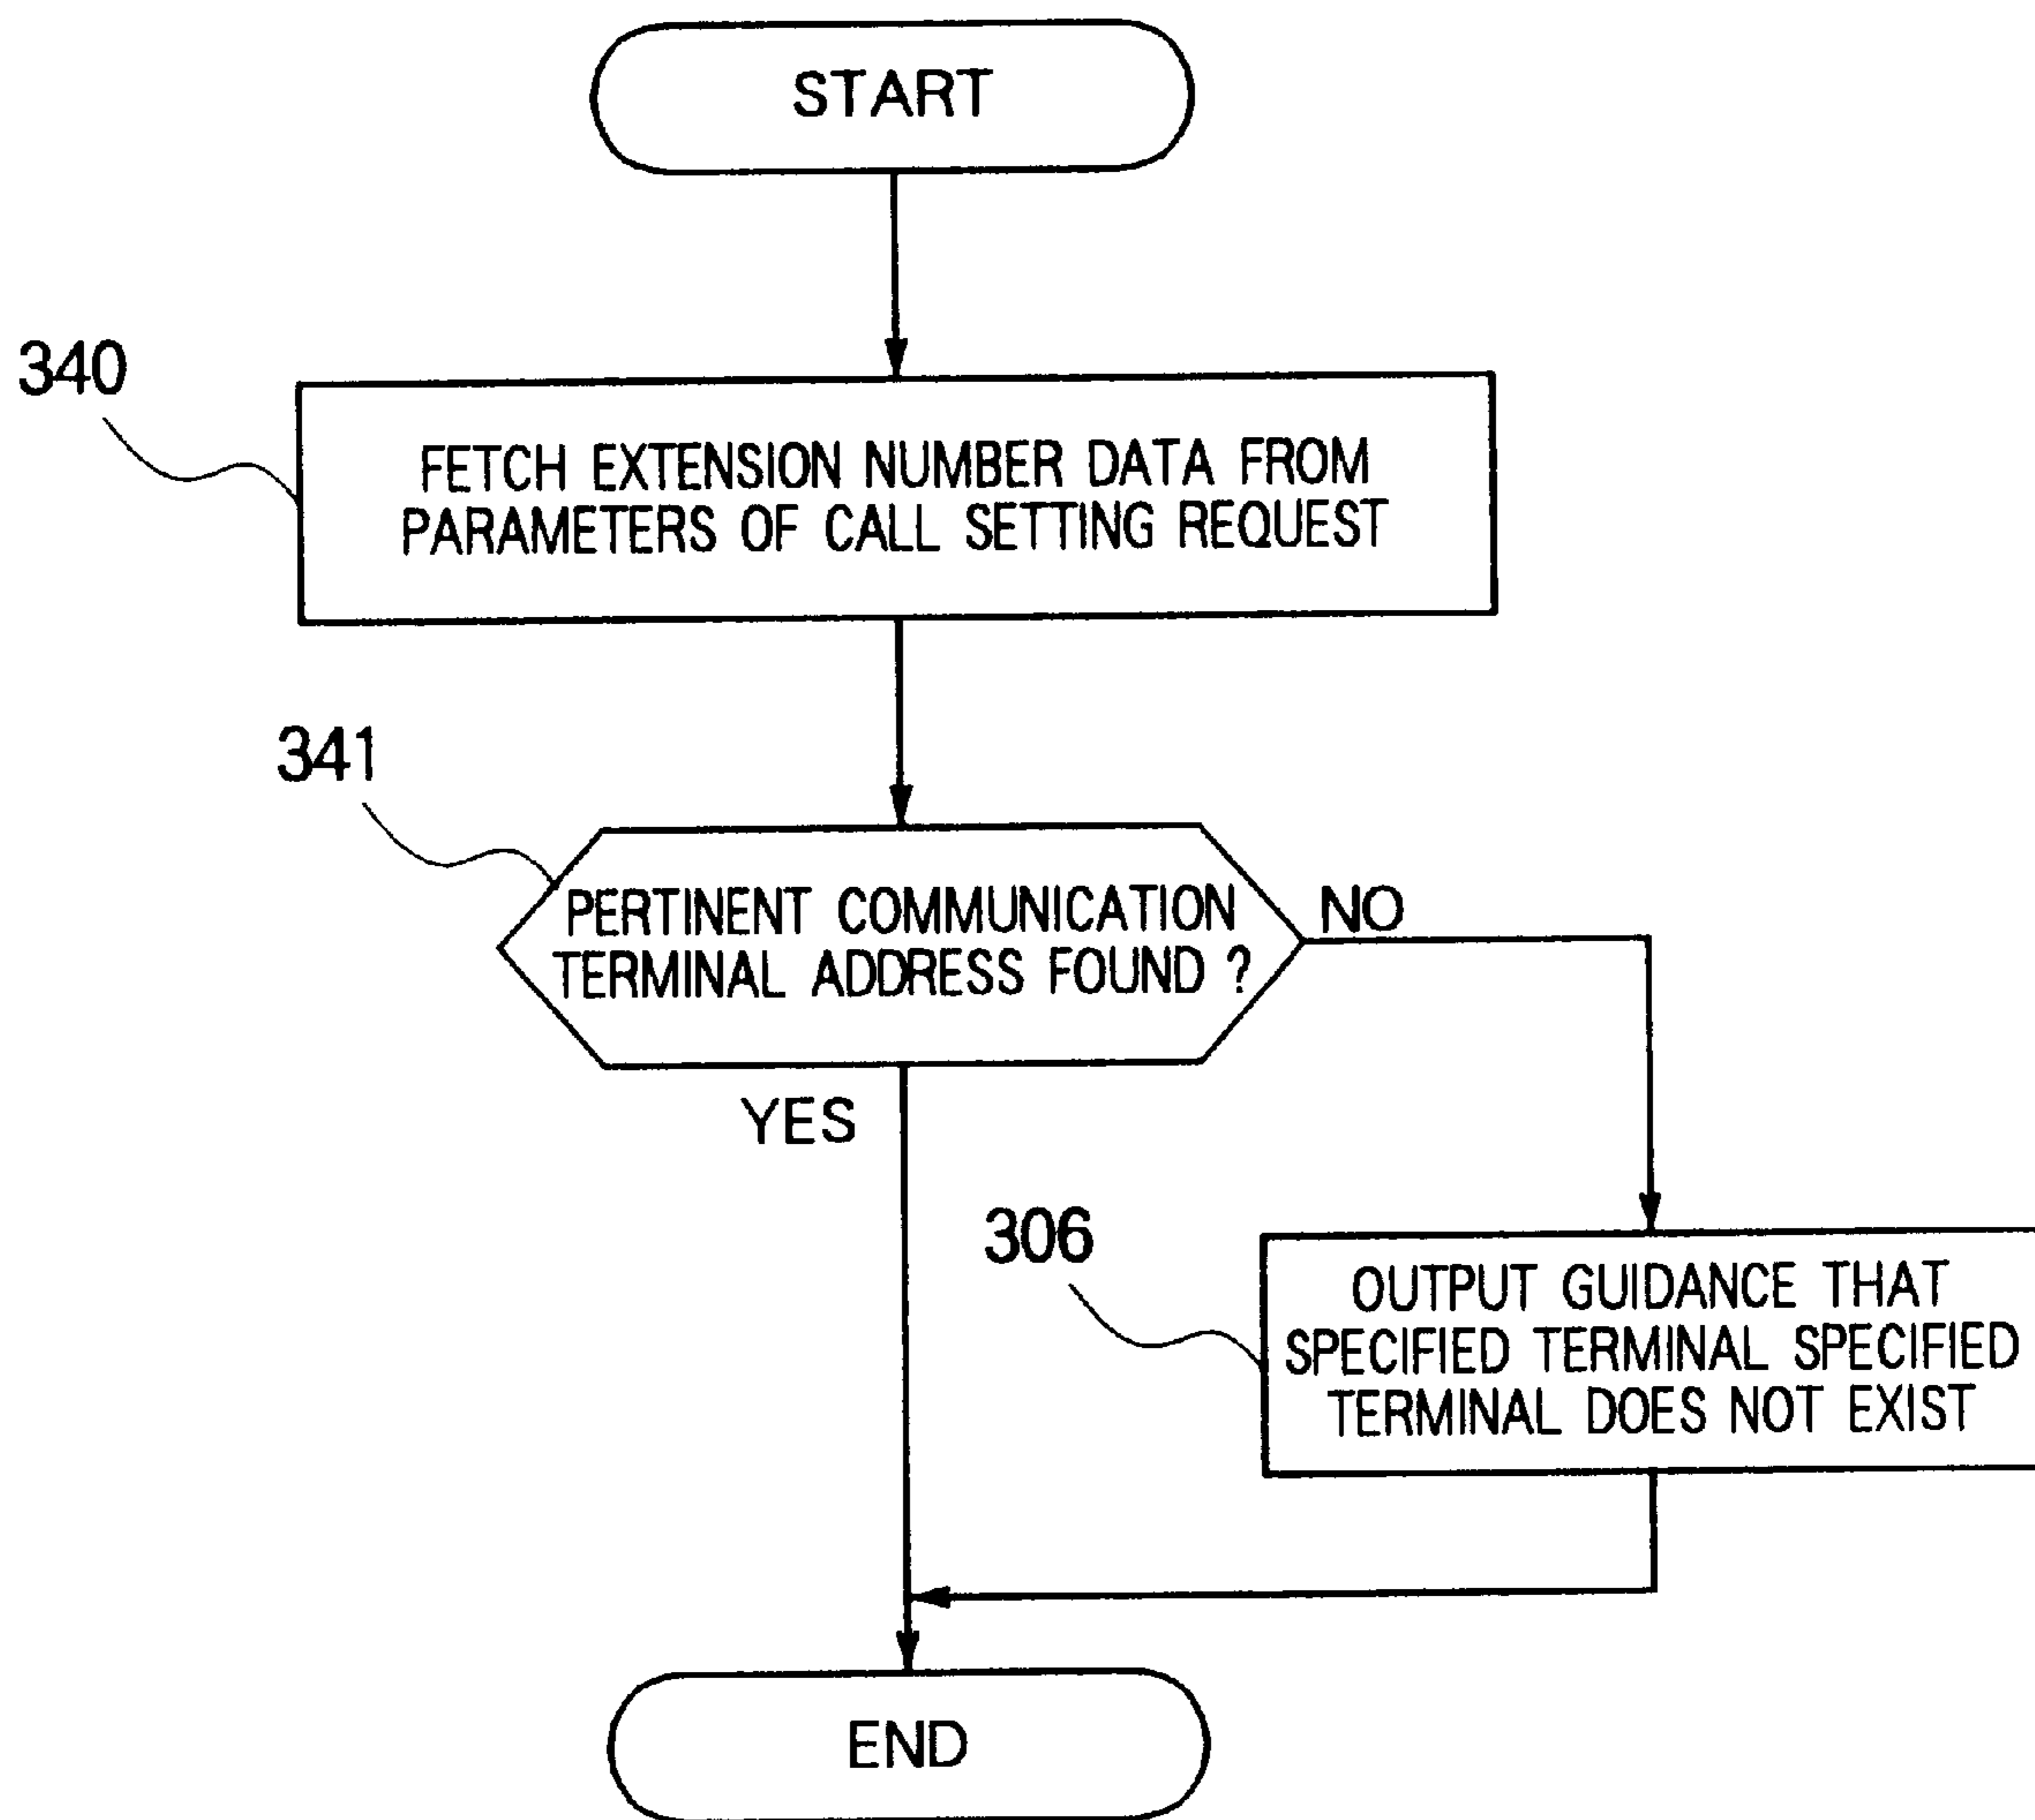 START
340
FETCH EXTENSION NUMBER DATA FROM
PARAMETERS OF CALL SETTING REQUEST
341
PERTINENT COMMUNICATION
TERMINAL ADDRESS FOUND ?
NO
YES
306
OUTPUT GUIDANCE THAT
SPECIFIED TERMINAL SPECIFIED
TERMINAL DOES NOT EXIST
END